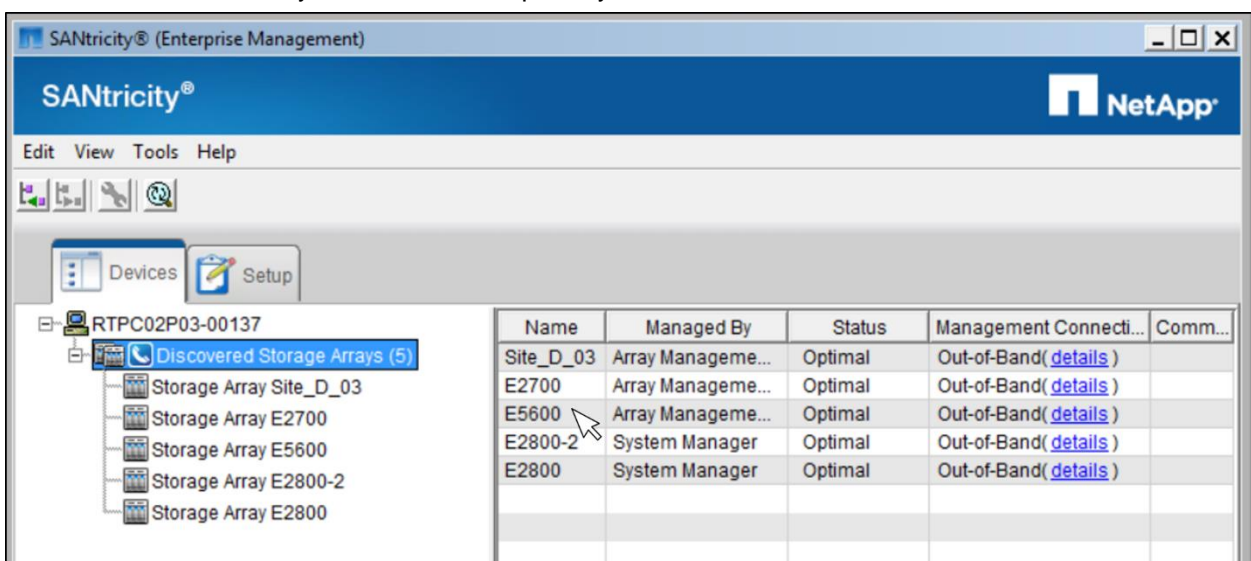 SANtricity® (Enterprise Management)
SANtricity®
NetApp®
Edit View Tools Help
Devices Setup
RTPC02P03-00137
Discovered Storage Arrays (5)
Storage Array Site_D_03
Storage Array E2700
Storage Array E5600
Storage Array E2800-2
Storage Array E2800
Name Managed By Status Management Connecti... Comm...
Site_D_03 Array Manageme... Optimal Out-of-Band( details )
E2700 Array Manageme... Optimal Out-of-Band( details )
E5600 Array Manageme... Optimal Out-of-Band( details )
E2800-2 System Manager Optimal Out-of-Band( details )
E2800 System Manager Optimal Out-of-Band( details )